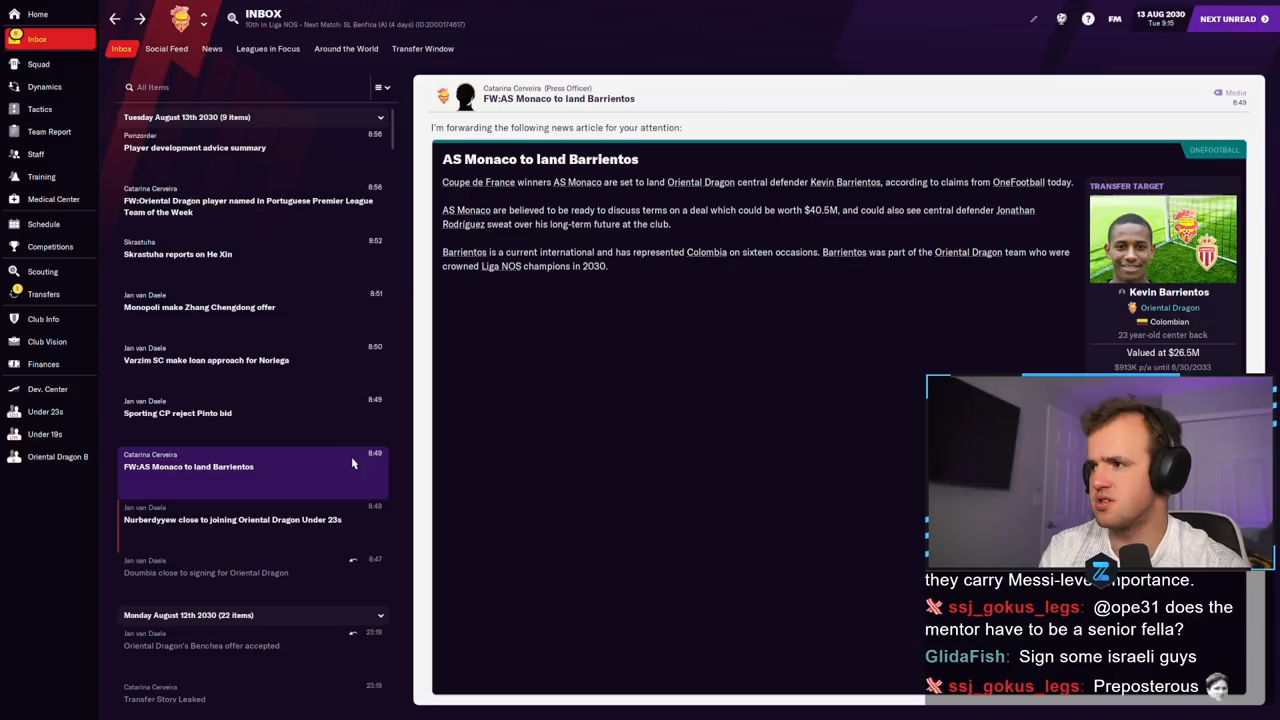 Home
Inbox
6
Squad
Dynamics
Tactics
Team Report
Staff
Training
Medical Center
Schedule
Competitions
Scouting
Transfers
1
Club Info
Club Vision
Finances
Dev. Center
Under 23s
Under 19s
Oriental Dragon B
INBOX
10th in Liga NOS - Next Match: SL Benfica (A) (4 days) (ID:2000174617)
?
FM
13 AUG 2030
Tue 9:15
NEXT UNREAD
Inbox
Social Feed
News
Leagues in Focus
Around the World
Transfer Window
All Items
Tuesday August 13th 2030 (9 items)
Pwnzorder
8:56
Player development advice summary
Catarina Cerveira
8:56
FW:Oriental Dragon player named in Portuguese Premier League
Team of the Week
Skrastuha
8:52
Skrastuha reports on He Xin
Jan van Daele
8:51
Monopoli make Zhang Chengdong offer
Jan van Daele
8:50
Varzim SC make loan approach for Noriega
Jan van Daele
8:49
Sporting CP reject Pinto bid
Catarina Cerveira
8:49
FW:AS Monaco to land Barrientos
Jan van Daele
8:48
Nurberdyyew close to joining Oriental Dragon Under 23s
Jan van Daele
8:47
Doumbia close to signing for Oriental Dragon
Monday August 12th 2030 (22 items)
Jan van Daele
23:19
Oriental Dragon's Benchea offer accepted
Catarina Cerveira
23:19
Transfer Story Leaked
Catarina Cerveira (Press Officer)
FW:AS Monaco to land Barrientos
Media
8:49
I'm forwarding the following news article for your attention:
AS Monaco to land Barrientos
ONEFOOTBALL
Coupe de France winners AS Monaco are set to land Oriental Dragon central defender Kevin Barrientos, according to claims from OneFootball today.
AS Monaco are believed to be ready to discuss terms on a deal which could be worth $40.5M, and could also see central defender Jonathan
Rodríguez sweat over his long-term future at the club.
Barrientos is a current international and has represented Colombia on sixteen occasions. Barrientos was part of the Oriental Dragon team who were
crowned Liga NOS champions in 2030.
TRANSFER TARGET
Kevin Barrientos
Oriental Dragon
Colombian
23 year-old center back
Valued at $26.5M
$913K p/a until 6/30/2033
they carry Messi-level importance.
ssj_gokus_legs: @ope31 does the
mentor have to be a senior fella?
GlidaFish: Sign some israeli guys
ssj_gokus_legs: Preposterous